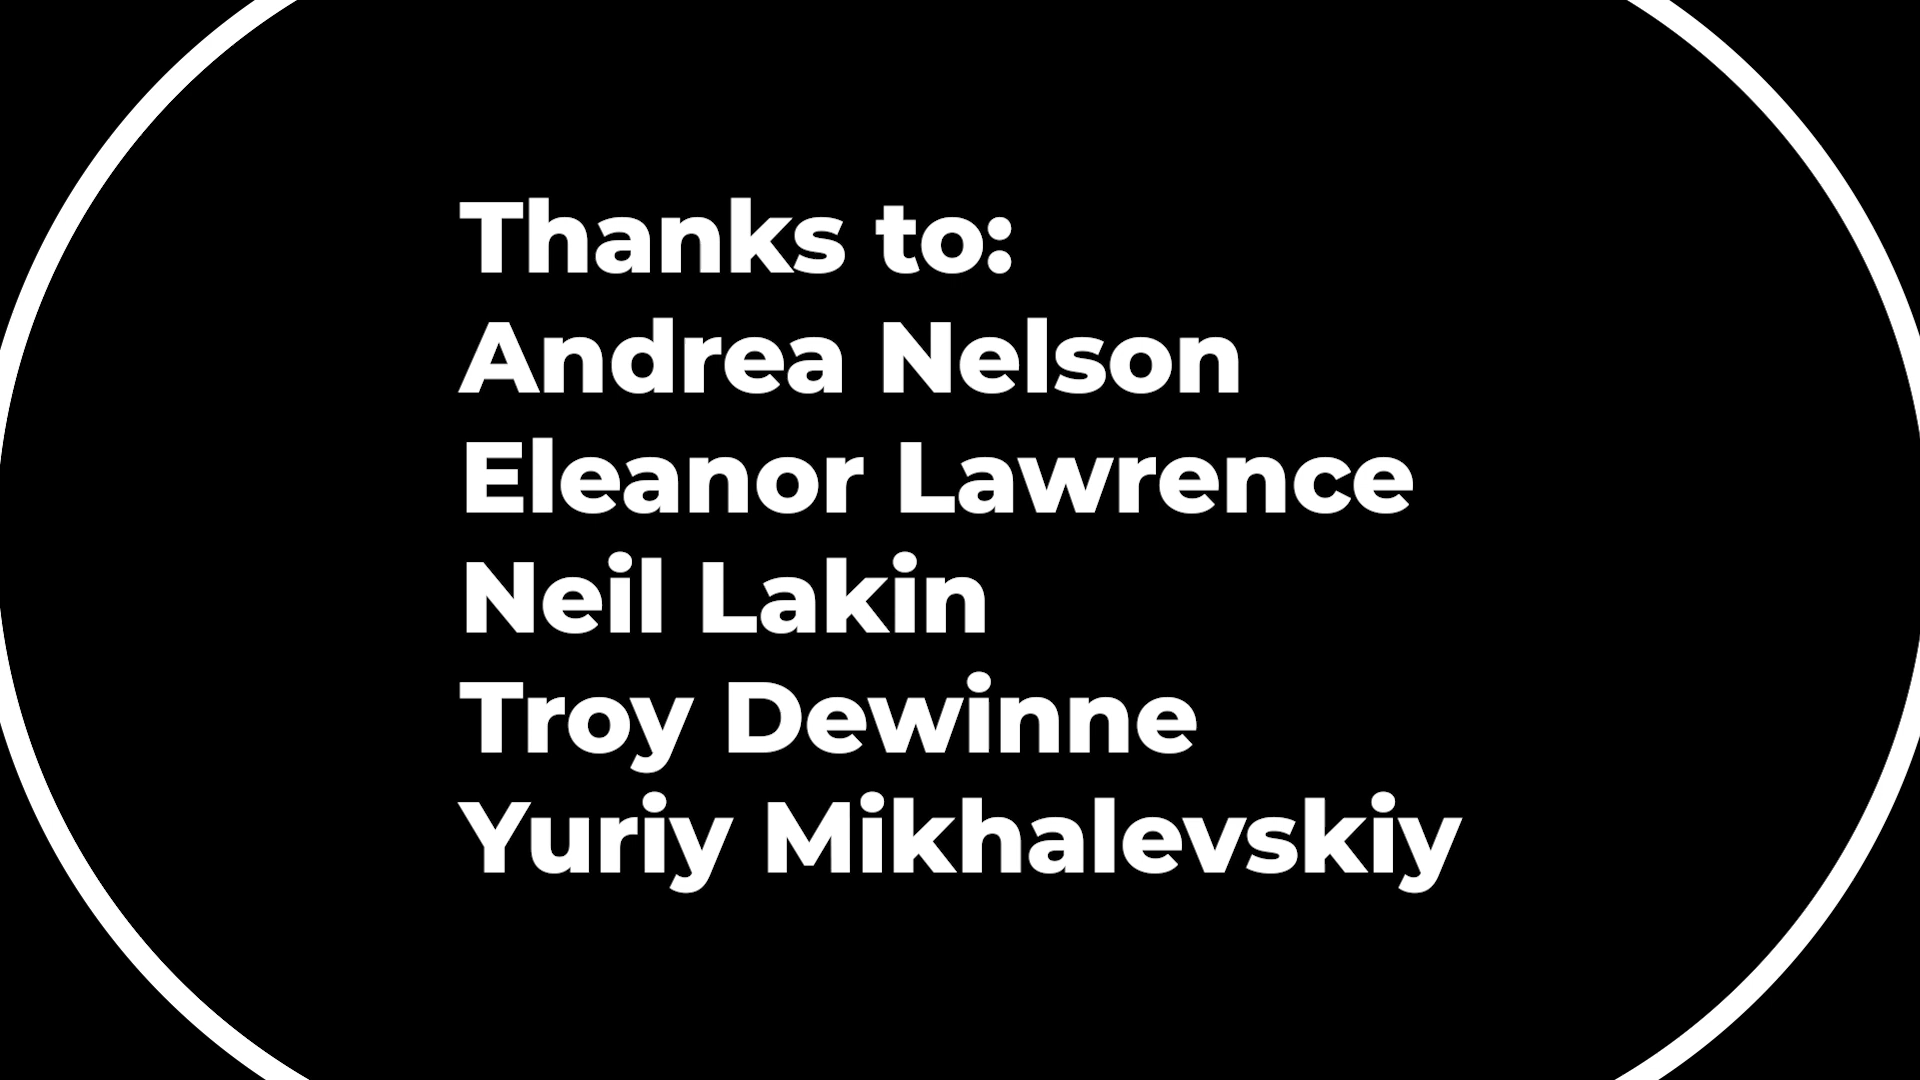 Thanks to:
Andrea Nelson
Eleanor Lawrence
Neil Lakin
Troy Dewinne
Yuriy Mikhalevskiy